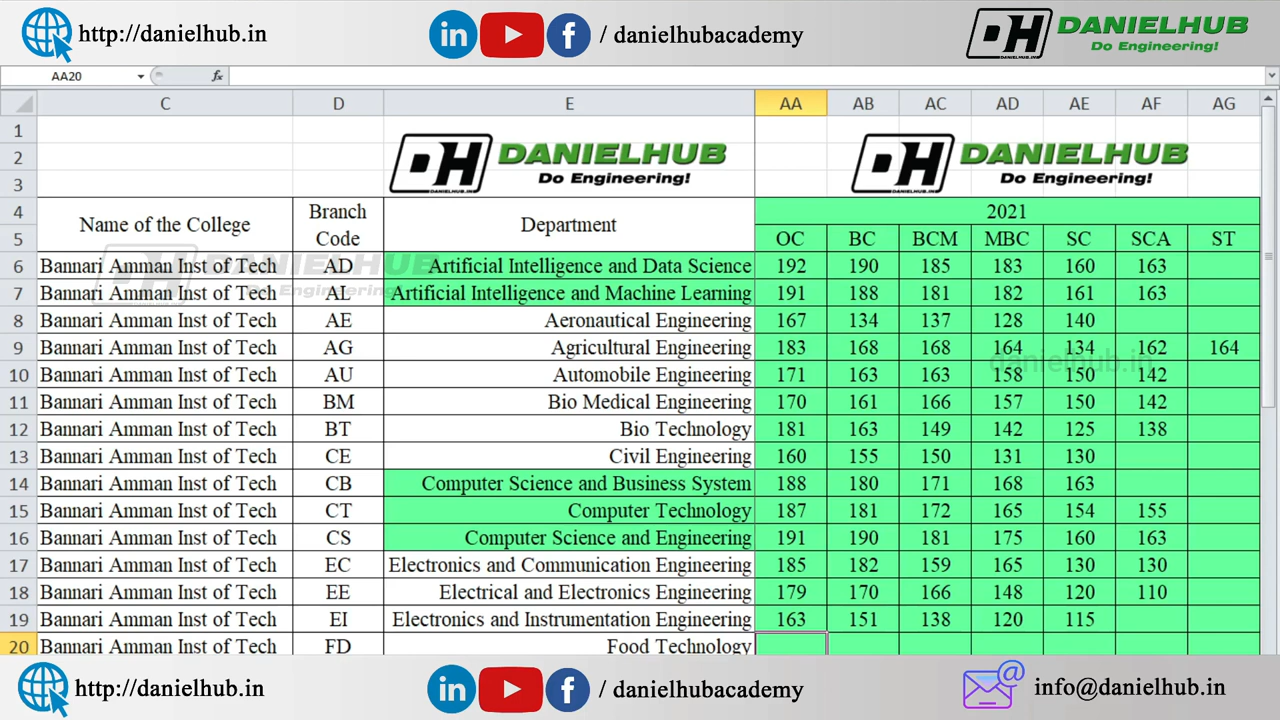 http://danielhub.in / danielhubacademy DH DANIELHUB
Do Engineering!
AA20 fx
C D E AA AB AC AD AE AF AG
1
2 DH DANIELHUB DH DANIELHUB
3 DANIELHUB.IN Do Engineering! DANIELHUB.IN Do Engineering!
4 Name of the College Branch Code Department 2021
5 OC BC BCM MBC SC SCA ST
6 Bannari Amman Inst of Tech AD Artificial Intelligence and Data Science 192 190 185 183 160 163
7 Bannari Amman Inst of Tech AL Artificial Intelligence and Machine Learning 191 188 181 182 161 163
8 Bannari Amman Inst of Tech AE Aeronautical Engineering 167 134 137 128 140
9 Bannari Amman Inst of Tech AG Agricultural Engineering 183 168 168 164 134 162 164
10 Bannari Amman Inst of Tech AU Automobile Engineering 171 163 163 158 150 142
11 Bannari Amman Inst of Tech BM Bio Medical Engineering 170 161 166 157 150 142
12 Bannari Amman Inst of Tech BT Bio Technology 181 163 149 142 125 138
13 Bannari Amman Inst of Tech CE Civil Engineering 160 155 150 131 130
14 Bannari Amman Inst of Tech CB Computer Science and Business System 188 180 171 168 163
15 Bannari Amman Inst of Tech CT Computer Technology 187 181 172 165 154 155
16 Bannari Amman Inst of Tech CS Computer Science and Engineering 191 190 181 175 160 163
17 Bannari Amman Inst of Tech EC Electronics and Communication Engineering 185 182 159 165 130 130
18 Bannari Amman Inst of Tech EE Electrical and Electronics Engineering 179 170 166 148 120 110
19 Bannari Amman Inst of Tech EI Electronics and Instrumentation Engineering 163 151 138 120 115
20 Bannari Amman Inst of Tech FD Food Technology
DANIELHUB
Do Engineering!
danielhub.in
http://danielhub.in / danielhubacademy info@danielhub.in